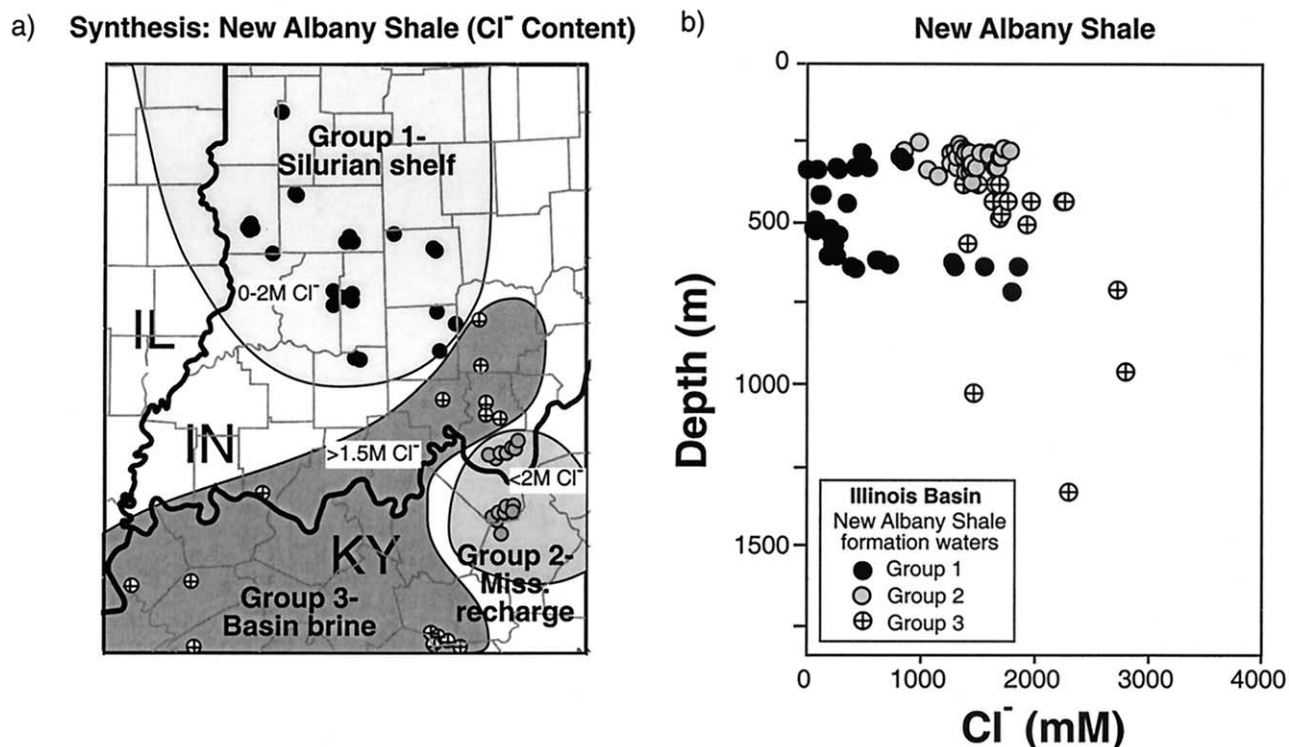 a)
Synthesis: New Albany Shale (Cl⁻ Content)
Group 1-
Silurian shelf
0-2M Cl⁻
IL
IN
>1.5M Cl⁻
<2M Cl⁻
KY
Group 2-
Miss.
recharge
Group 3-
Basin brine
b)
New Albany Shale
0
500
1000
1500
Depth (m)
Illinois Basin
New Albany Shale
formation waters
Group 1
Group 2
Group 3
0
1000
2000
3000
4000
Cl⁻ (mM)